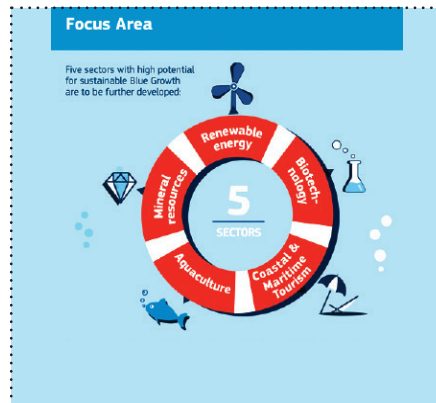 Focus Area
Five sectors with high potential
for sustainable Blue Growth
are to be further developed:
Renewable
energy
Biotech-
nology
Coastal &
Maritime
Tourism
Aquaculture
Mineral
resources
5
SECTORS